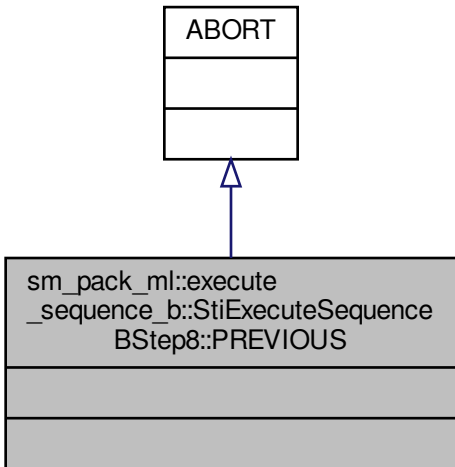 ABORT
sm_pack_ml::execute
_sequence_b::StiExecuteSequence
BStep8::PREVIOUS